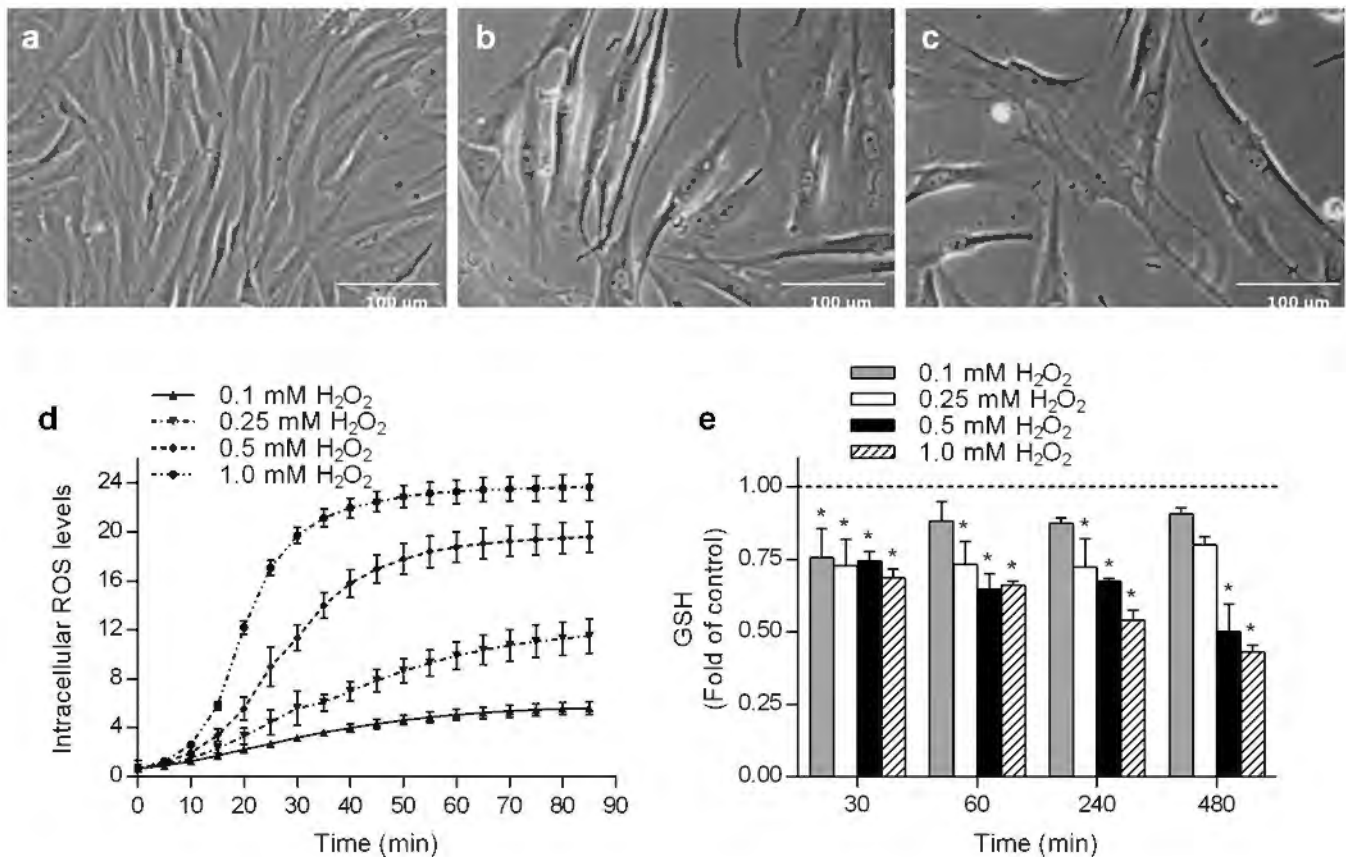 a
b
c
100 µm
100 µm
100 µm
d
0.1 mM H₂O₂
0.25 mM H₂O₂
0.5 mM H₂O₂
1.0 mM H₂O₂
Intracellular ROS levels
24
20
16
12
8
4
0
0 10 20 30 40 50 60 70 80 90
Time (min)
e
0.1 mM H₂O₂
0.25 mM H₂O₂
0.5 mM H₂O₂
1.0 mM H₂O₂
GSH
(Fold of control)
1.00
0.75
0.50
0.25
0.00
* * * *
* * *
* * *
* *
30 60 240 480
Time (min)